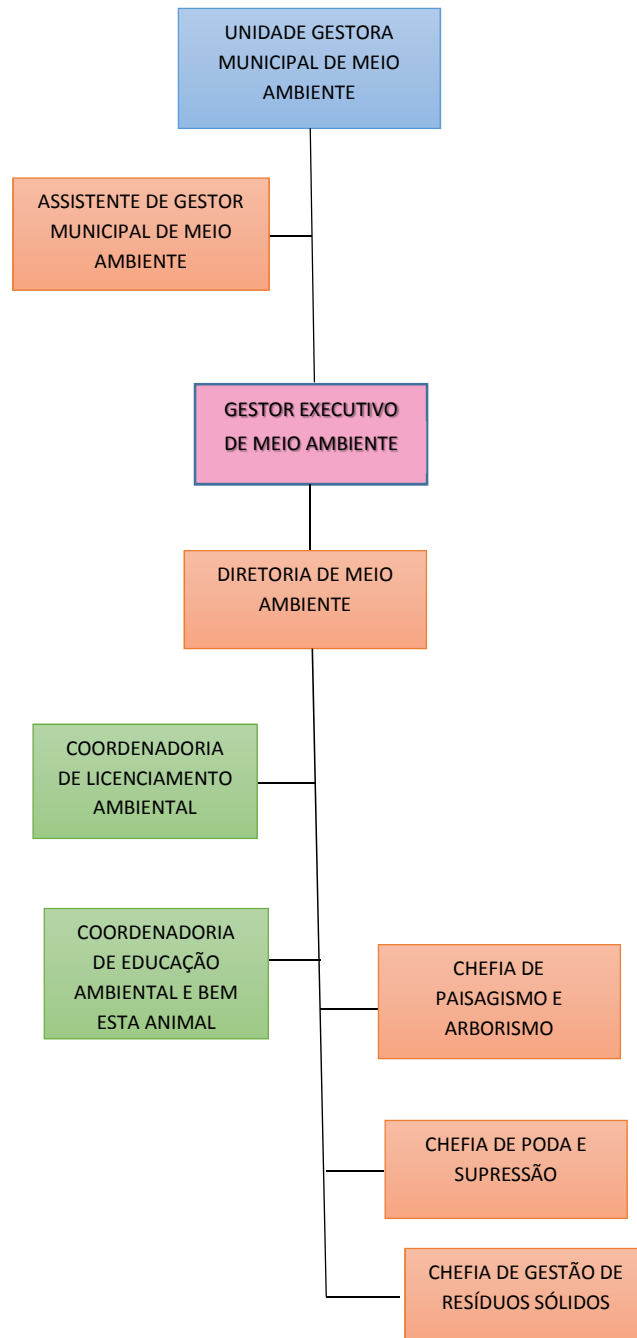 UNIDADE GESTORA
MUNICIPAL DE MEIO
AMBIENTE
ASSISTENTE DE GESTOR
MUNICIPAL DE MEIO
AMBIENTE
GESTOR EXECUTIVO
DE MEIO AMBIENTE
DIRETORIA DE MEIO
AMBIENTE
COORDENADORIA
DE LICENCIAMENTO
AMBIENTAL
COORDENADORIA
DE EDUCAÇÃO
AMBIENTAL E BEM
ESTA ANIMAL
CHEFIA DE
PAISAGISMO E
ARBORISMO
CHEFIA DE PODA E
SUPRESSÃO
CHEFIA DE GESTÃO DE
RESÍDUOS SÓLIDOS